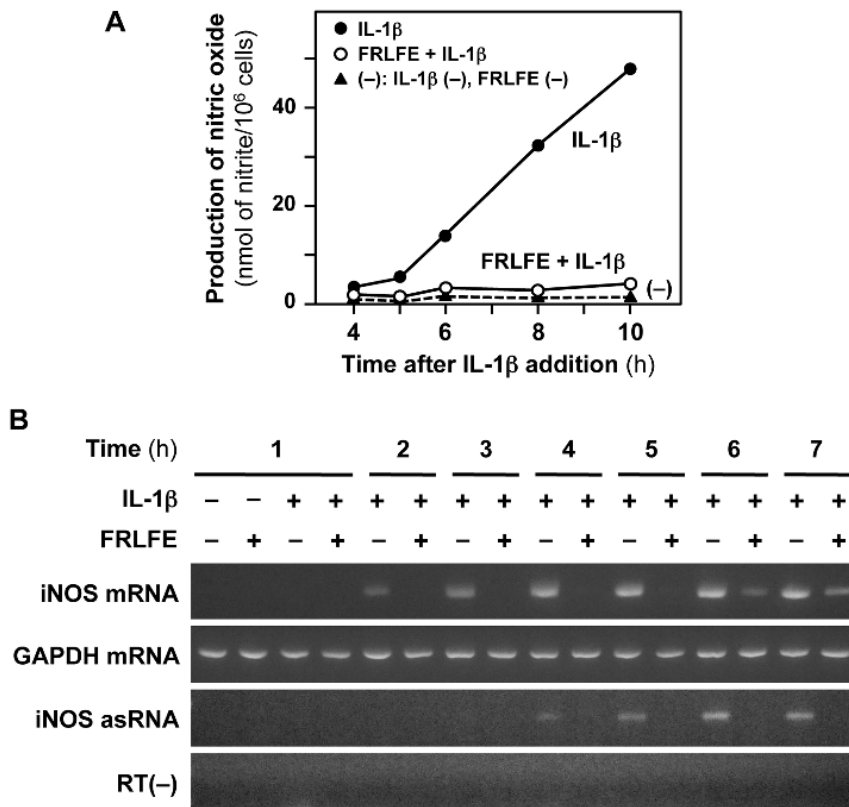 A
IL-1β
FRLFE + IL-1β
(–): IL-1β (–), FRLFE (–)
Production of nitric oxide
(nmol of nitrite/10⁶ cells)
40
20
0
IL-1β
FRLFE + IL-1β
(–)
4 6 8 10
Time after IL-1β addition (h)
B
Time (h) 1 2 3 4 5 6 7
IL-1β – – + + + + + + + + + + + + + +
FRLFE – + – + – + – + – + – + – + – +
iNOS mRNA
GAPDH mRNA
iNOS asRNA
RT(–)